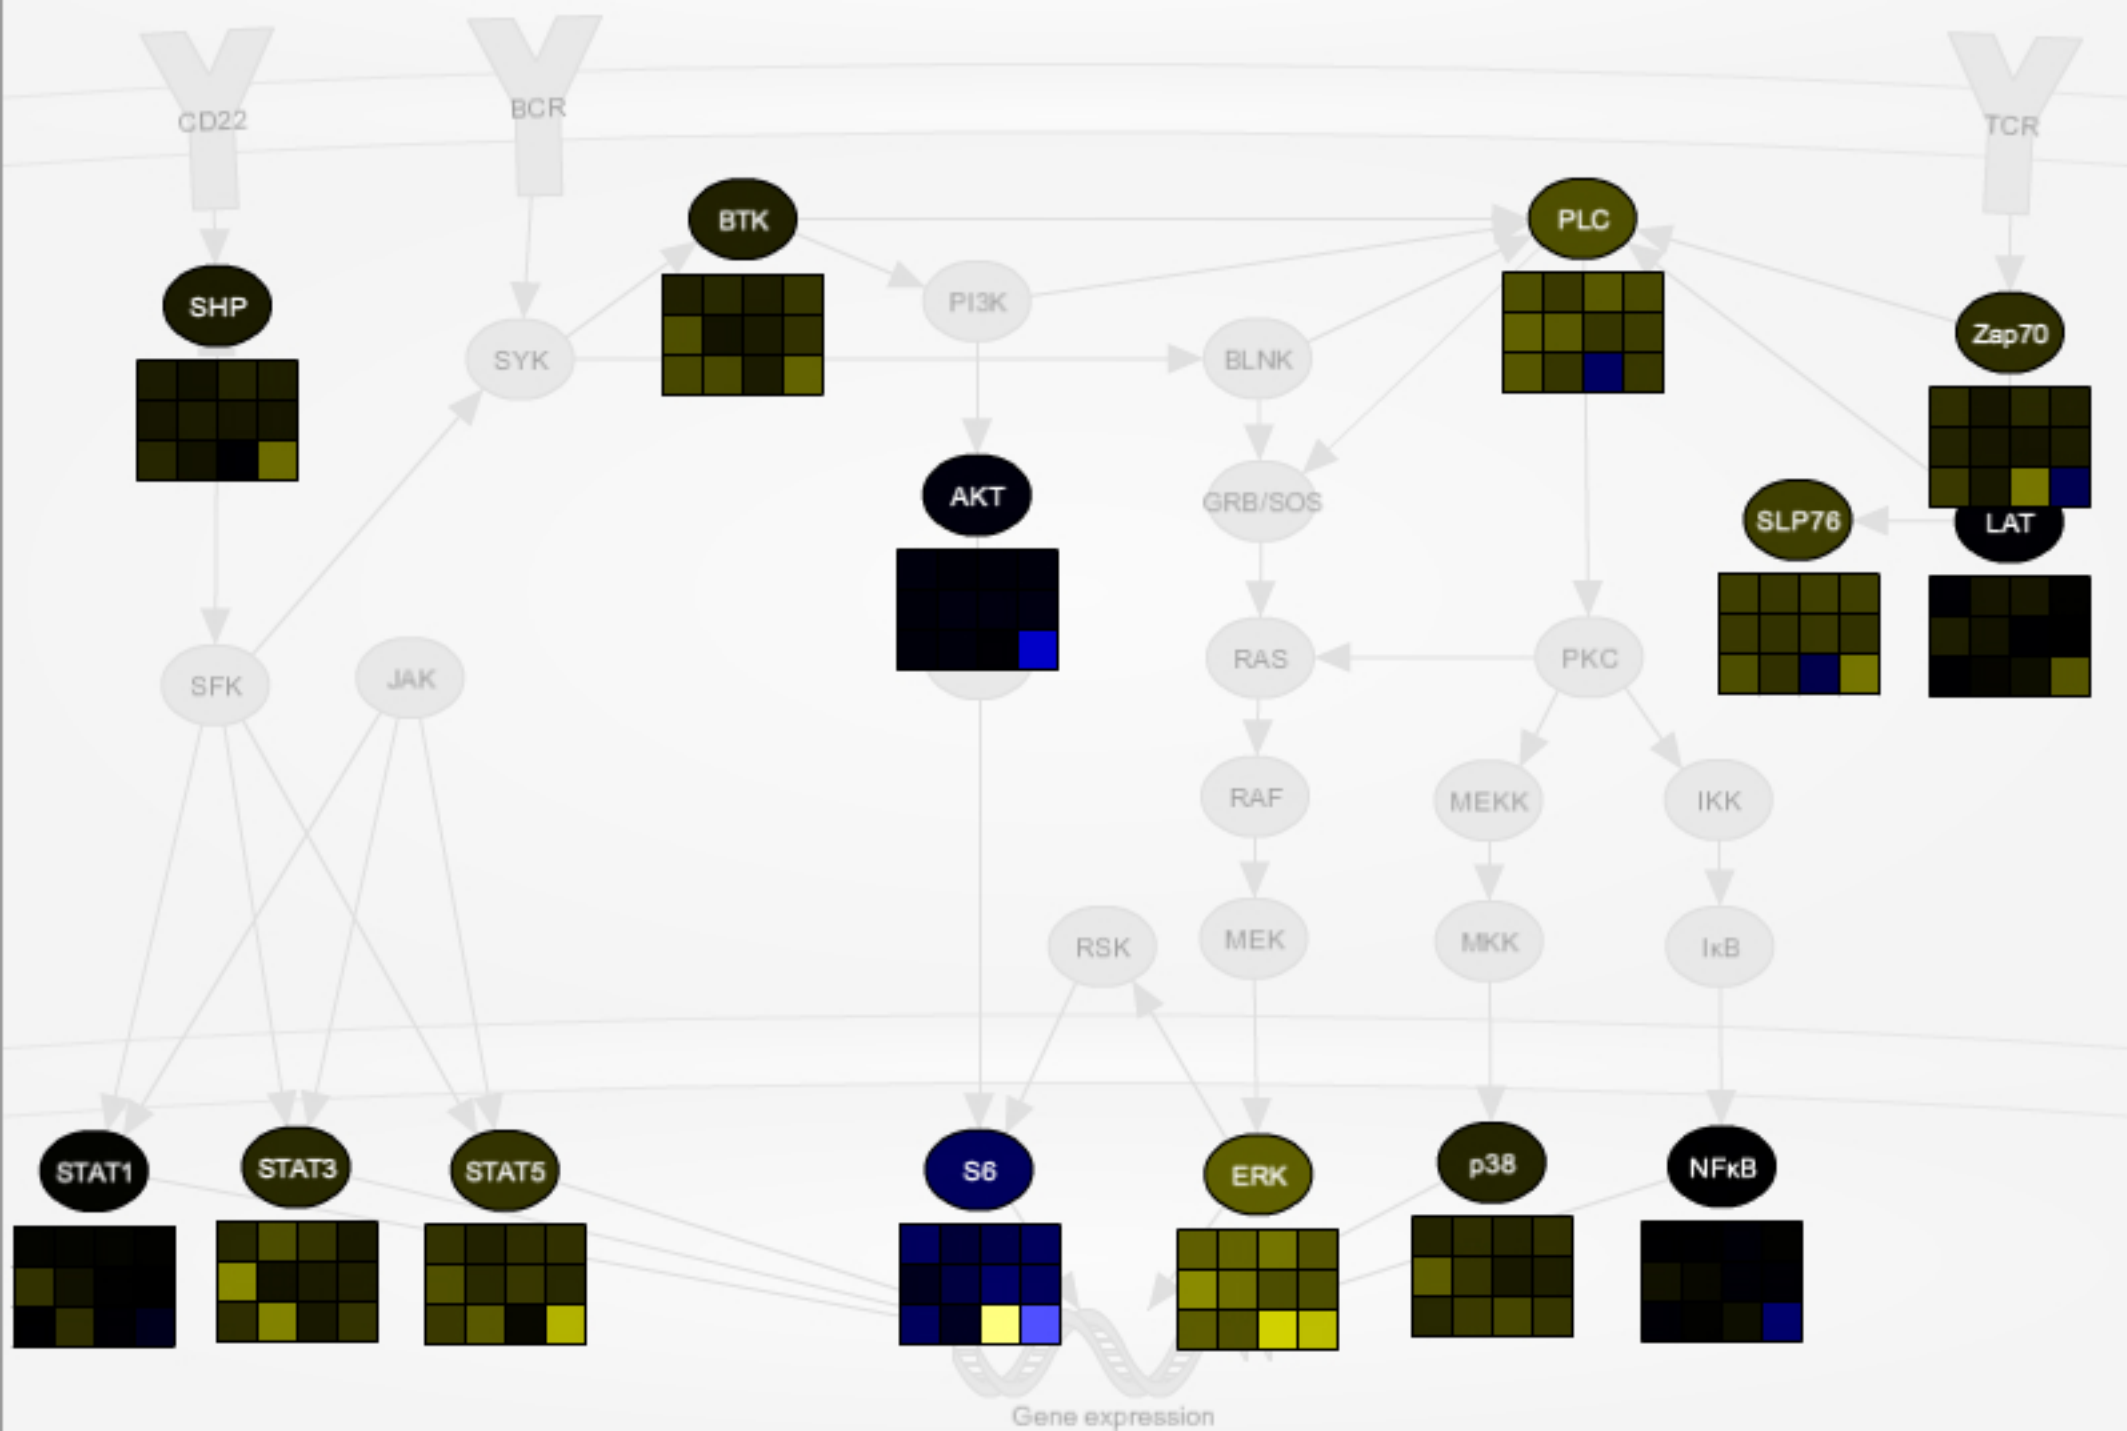 CD22
BCR
TCR
BTK
PLC
SHP
PI3K
Zap70
SYK
BLNK
AKT
GRB/SOS
SLP76
LAT
SFK
JAK
RAS
PKC
RAF
MEKK
IKK
RSK
MEK
MKK
IκB
STAT1
STAT3
STAT5
S6
ERK
p38
NFκB
Gene expression